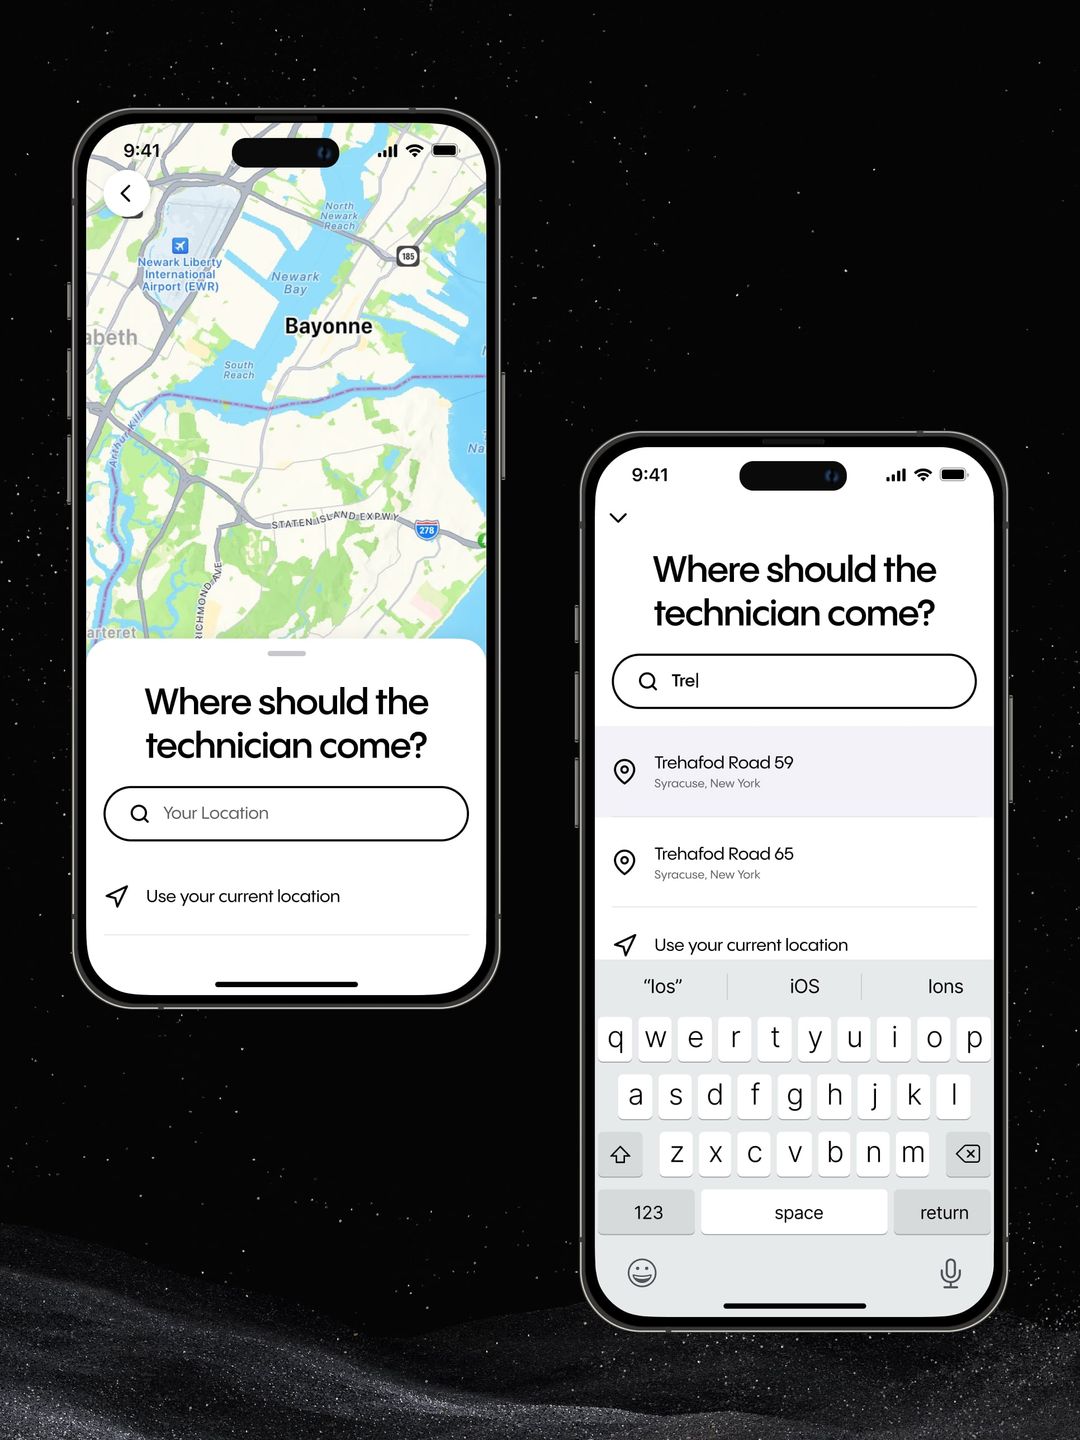 9:41
North
Newark
Reach
185
Newark Liberty
International
Airport (EWR)
Newark
Bay
Bayonne
abeth
South
Reach
Arthur Kill
Na
STATEN ISLAND EXPWY
278
RICHMOND AVE
arteret
Where should the
technician come?
Your Location
Use your current location
9:41
Where should the
technician come?
Tre
Trehafod Road 59
Syracuse, New York
Trehafod Road 65
Syracuse, New York
Use your current location
“Ios” iOS Ions
q w e r t y u i o p
a s d f g h j k l
z x c v b n m
123 space return